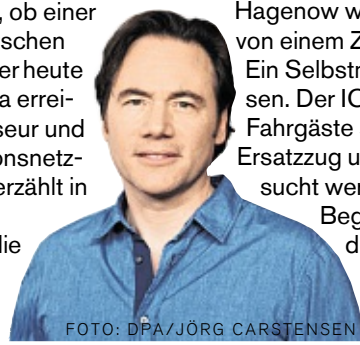 , ob einer
schen
er heute
a errei-
seur und
onsnetz-
erzählt in
die
Hagenow w
von einem Z
Ein Selbstm
sen. Der IC
Fahrgäste
Ersatzzug u
sucht wer
Beg
d
FOTO: DPA/JÖRG CARSTENSEN